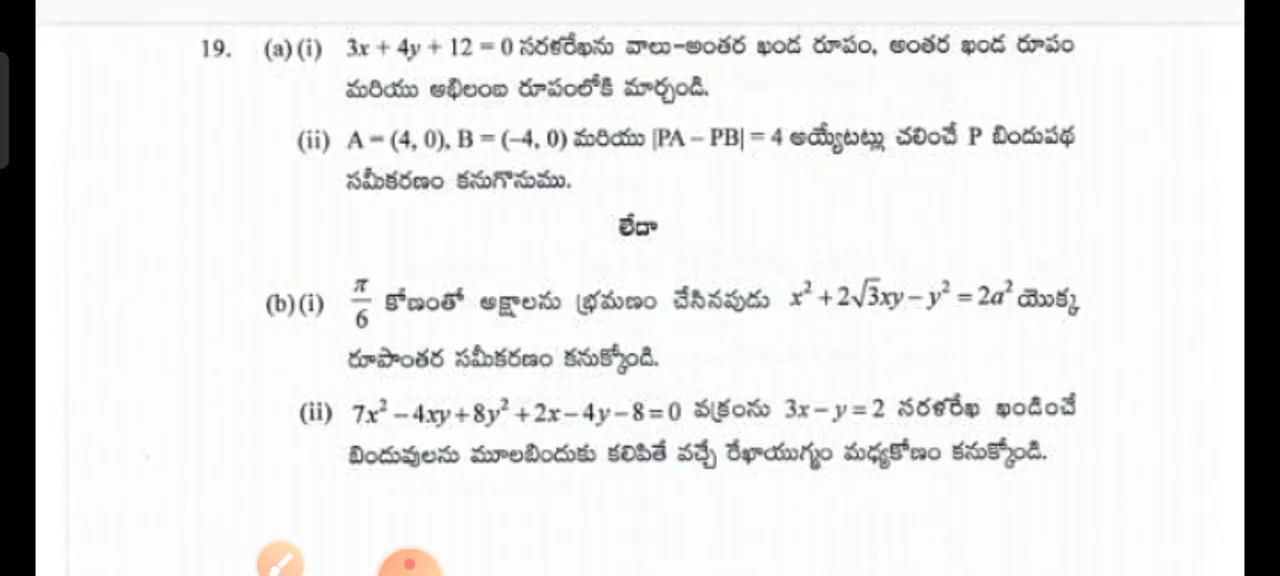 19. (a)(i) 3x + 4y + 12 = 0 సరళరేఖను వాలు-అంతర ఖండ రూపం, అంతర ఖండ రూపం
మరియు అభిలంబ రూపంలోకి మార్చండి.
(ii) A = (4, 0), B = (-4, 0) మరియు |PA – PB| = 4 అయ్యేటట్లు చలించే P బిందుపథ
సమీకరణం కనుగొనుము.
లేదా
(b)(i) π/6 కోణంతో అక్షాలను భ్రమణం చేసినపుడు x² + 2√3xy – y² = 2a² యొక్క
రూపాంతర సమీకరణం కనుక్కోండి.
(ii) 7x² – 4xy + 8y² + 2x – 4y – 8 = 0 వక్రంను 3x – y = 2 సరళరేఖ ఖండించే
బిందువులను మూలబిందుకు కలిపితే వచ్చే రేఖాయుగ్మం మధ్యకోణం కనుక్కోండి.